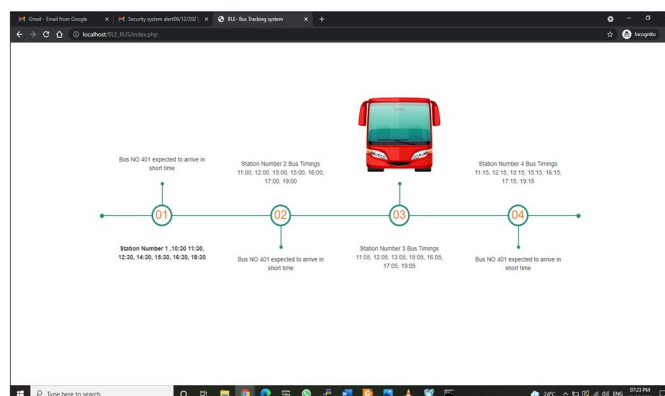 Gmail - Email from Google
Security system alert06/12/2021
BLE- Bus Tracking system
localhost/BLE_BUS/index.php
Incognito
Bus NO 401 expected to arrive in
short time
Station Number 2 Bus Timings
11:00, 12:00, 13:00, 15:00, 16:00,
17:00, 19:00
Station Number 4 Bus Timings
11:15, 12:15, 13:15, 15:15, 16:15,
17:15, 19:15
01
02
03
04
Station Number 1 ,10:30 11:30,
12:30, 14:30, 15:30, 16:30, 18:30
Bus NO 401 expected to arrive in
short time
Station Number 3 Bus Timings
11:05, 12:05, 13:05, 15:05, 16:05,
17:05, 19:05
Bus NO 401 expected to arrive in
short time
Type here to search
24°C
ENG
07:23 PM